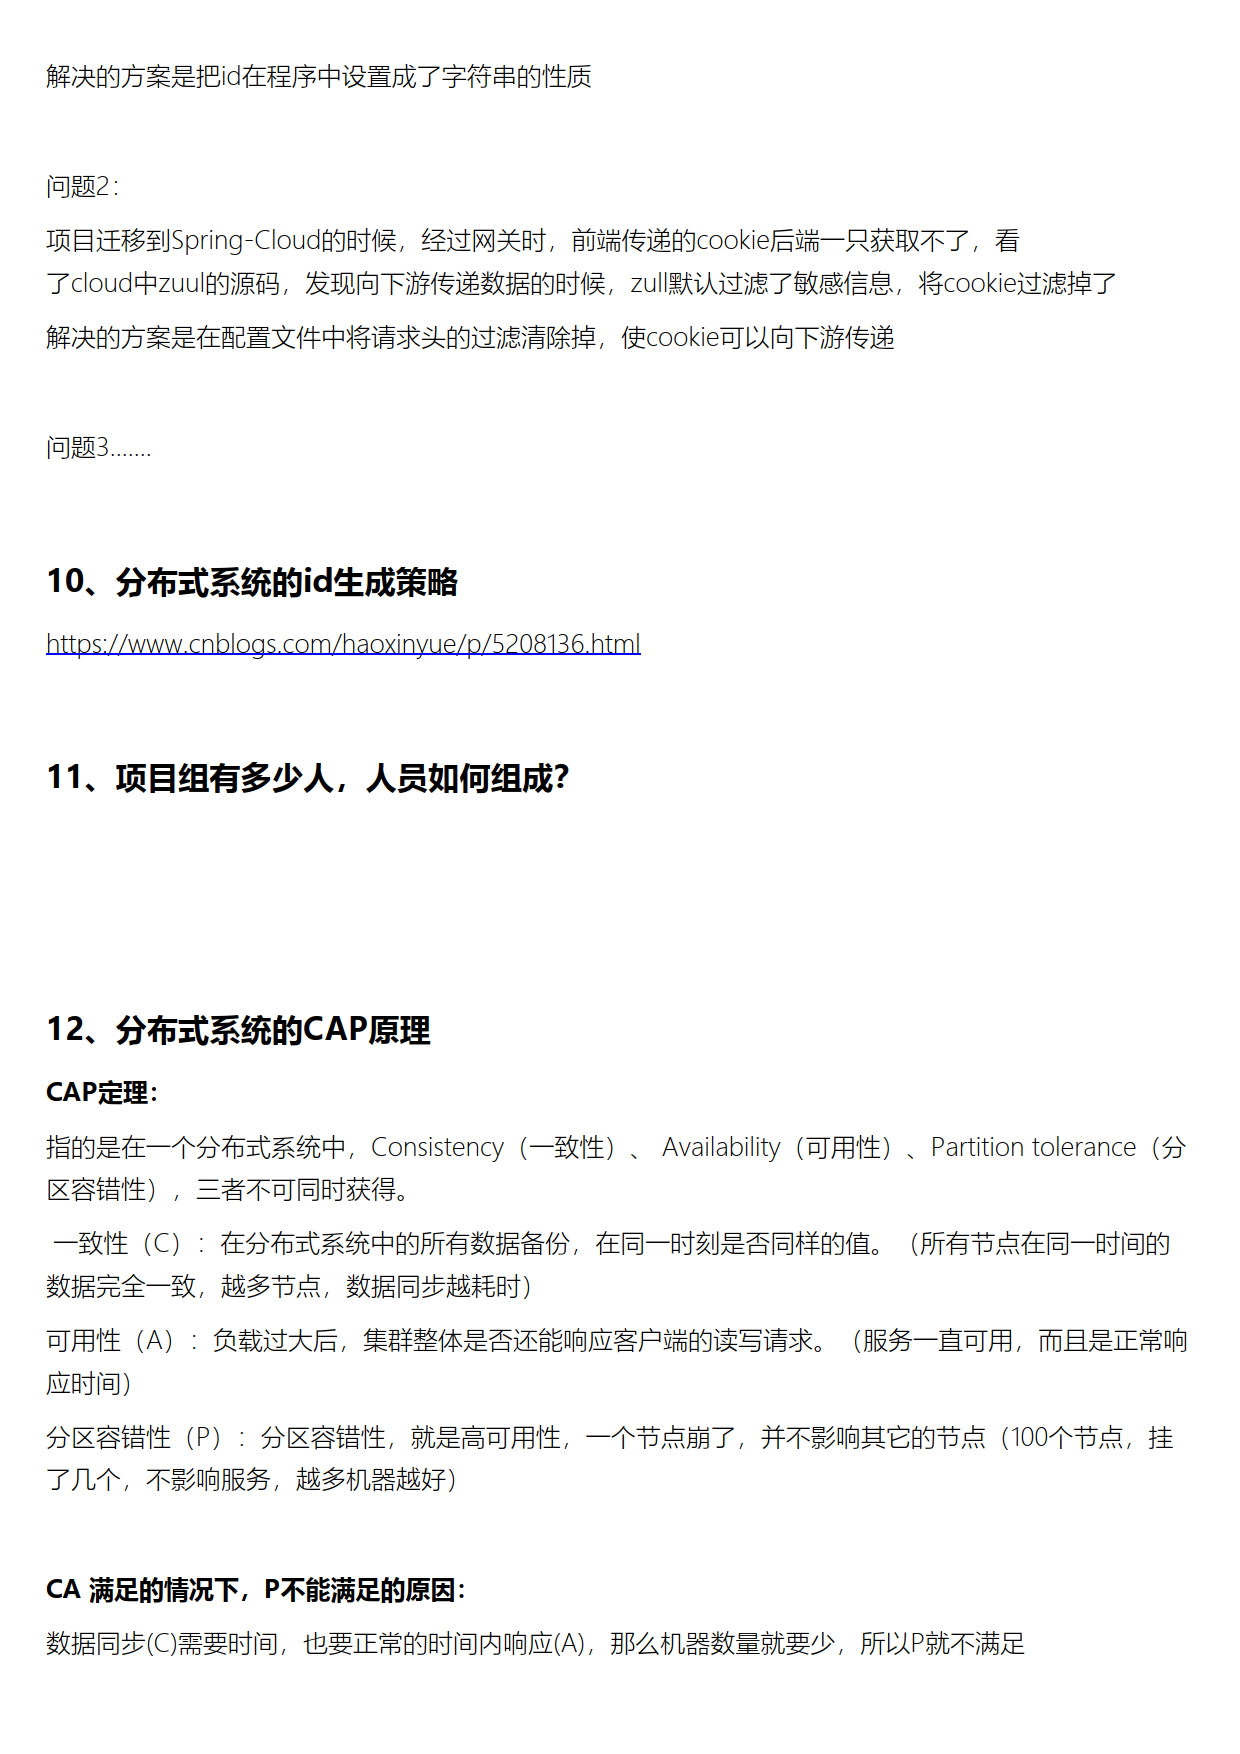 解决的方案是把id在程序中设置成了字符串的性质
问题2：
项目迁移到Spring-Cloud的时候，经过网关时，前端传递的cookie后端一只获取不了，看
了cloud中zuul的源码，发现向下游传递数据的时候，zull默认过滤了敏感信息，将cookie过滤掉了
解决的方案是在配置文件中将请求头的过滤清除掉，使cookie可以向下游传递
问题3.......
10、分布式系统的id生成策略
https://www.cnblogs.com/haoxinyue/p/5208136.html
11、项目组有多少人，人员如何组成？
12、分布式系统的CAP原理
CAP定理：
指的是在一个分布式系统中，Consistency（一致性）、 Availability（可用性）、Partition tolerance（分
区容错性），三者不可同时获得。
一致性（C）：在分布式系统中的所有数据备份，在同一时刻是否同样的值。（所有节点在同一时间的
数据完全一致，越多节点，数据同步越耗时）
可用性（A）：负载过大后，集群整体是否还能响应客户端的读写请求。（服务一直可用，而且是正常响
应时间）
分区容错性（P）：分区容错性，就是高可用性，一个节点崩了，并不影响其它的节点（100个节点，挂
了几个，不影响服务，越多机器越好）
CA 满足的情况下，P不能满足的原因：
数据同步(C)需要时间，也要正常的时间内响应(A)，那么机器数量就要少，所以P就不满足